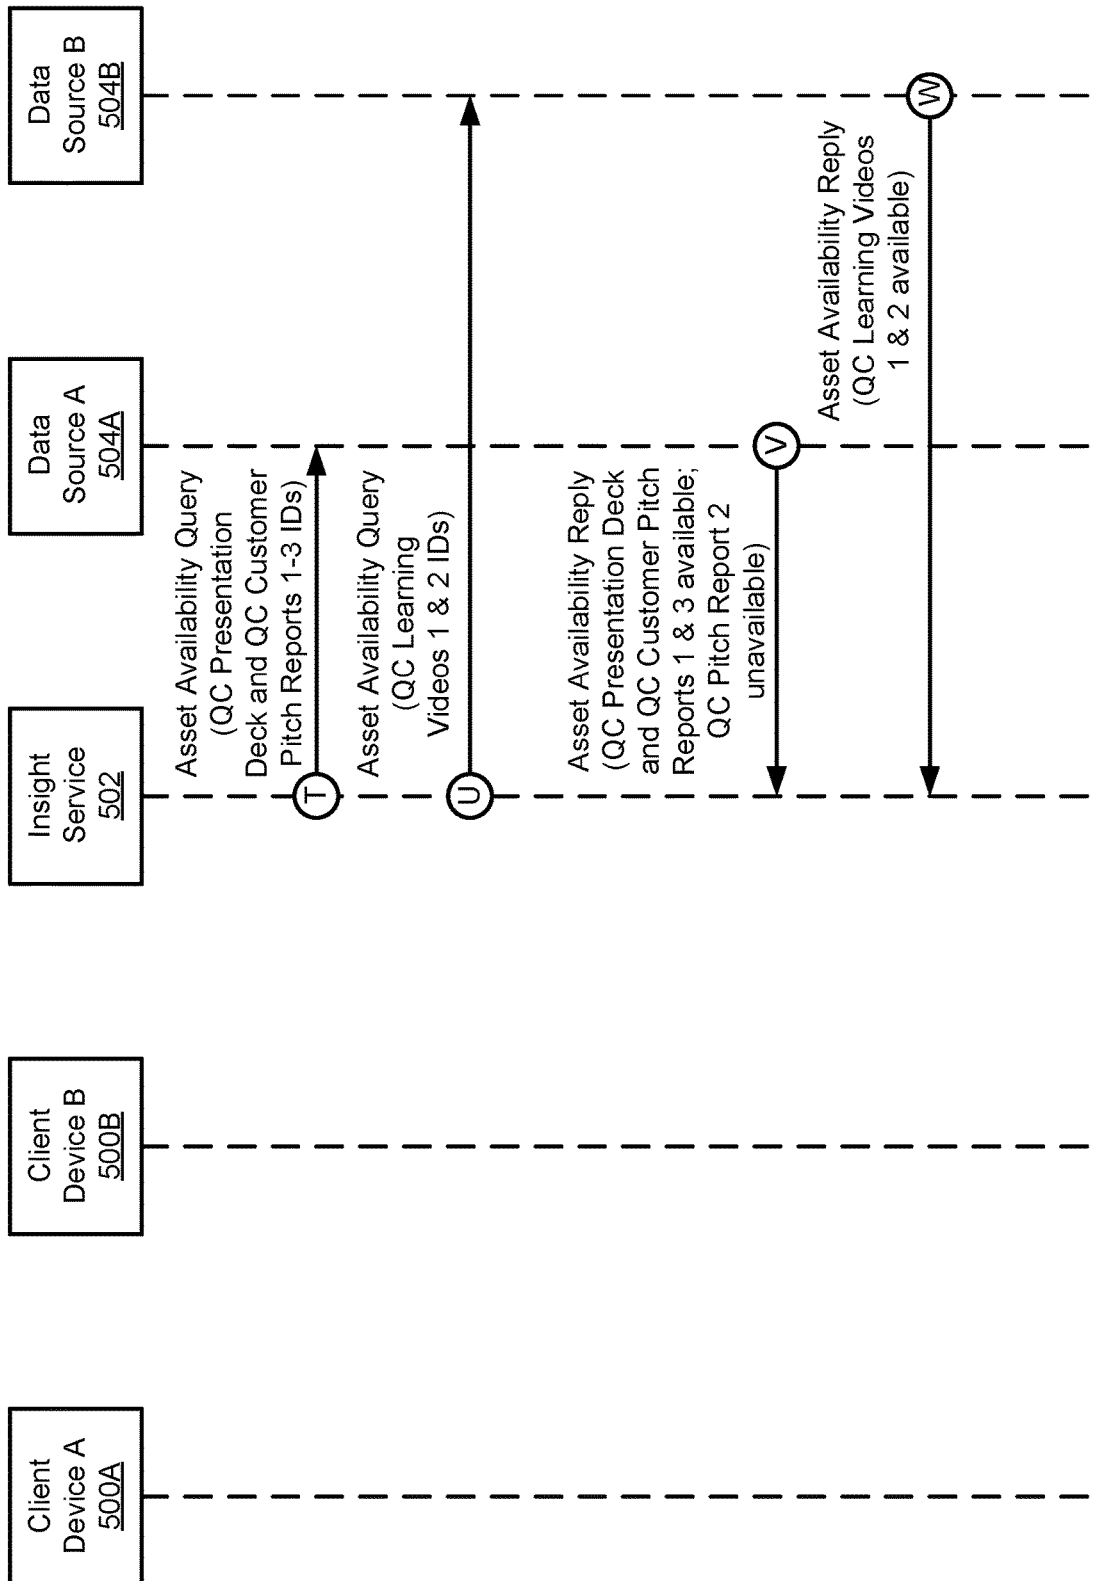 Client
Device A
500A
Client
Device B
500B
Insight
Service
502
Data
Source A
504A
Data
Source B
504B
Asset Availability Query
(QC Presentation
Deck and QC Customer
Pitch Reports 1-3 IDs)
T
Asset Availability Query
(QC Learning
Videos 1 & 2 IDs)
U
Asset Availability Reply
(QC Presentation Deck
and QC Customer Pitch
Reports 1 & 3 available;
QC Pitch Report 2
unavailable)
V
Asset Availability Reply
(QC Learning Videos
1 & 2 available)
W